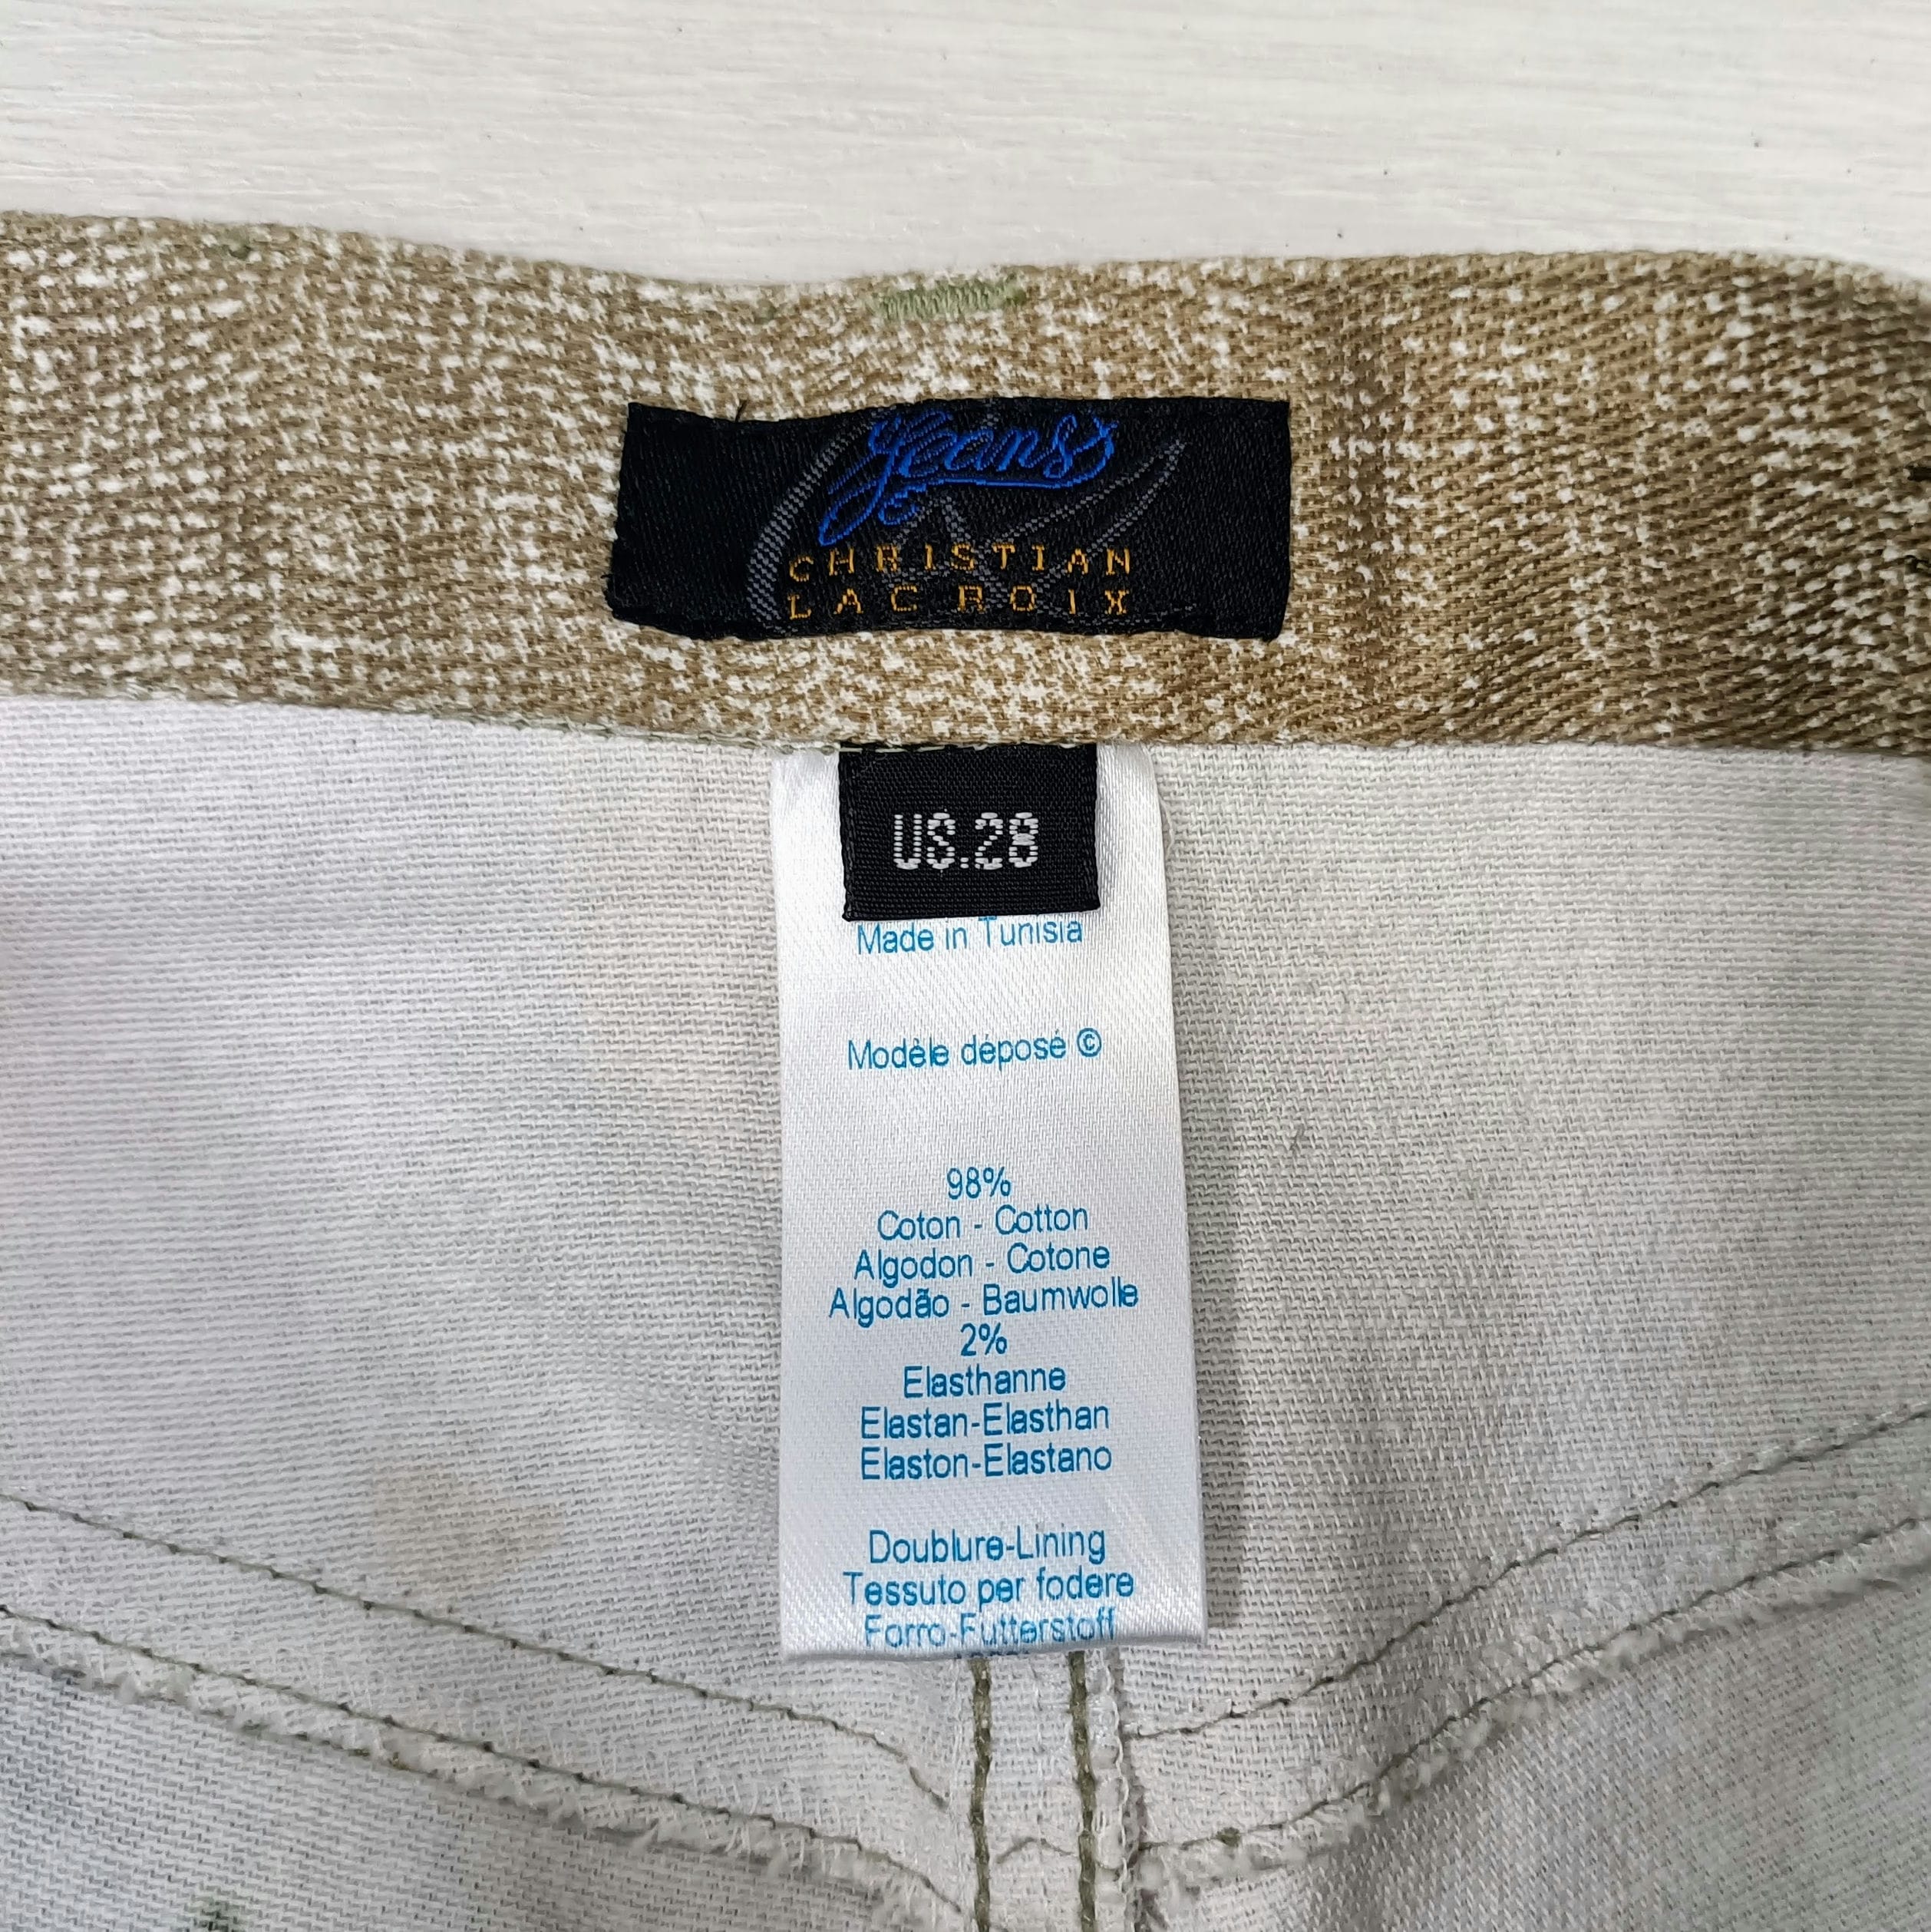 Jeans
CHRISTIAN
LACROIX
US.28
Made in Tunisia
Modèle déposé ©
98%
Coton - Cotton
Algodon - Cotone
Algodão - Baumwolle
2%
Elasthanne
Elastan-Elasthan
Elaston-Elastano
Doublure-Lining
Tessuto per fodere
Forro-Futterstoff